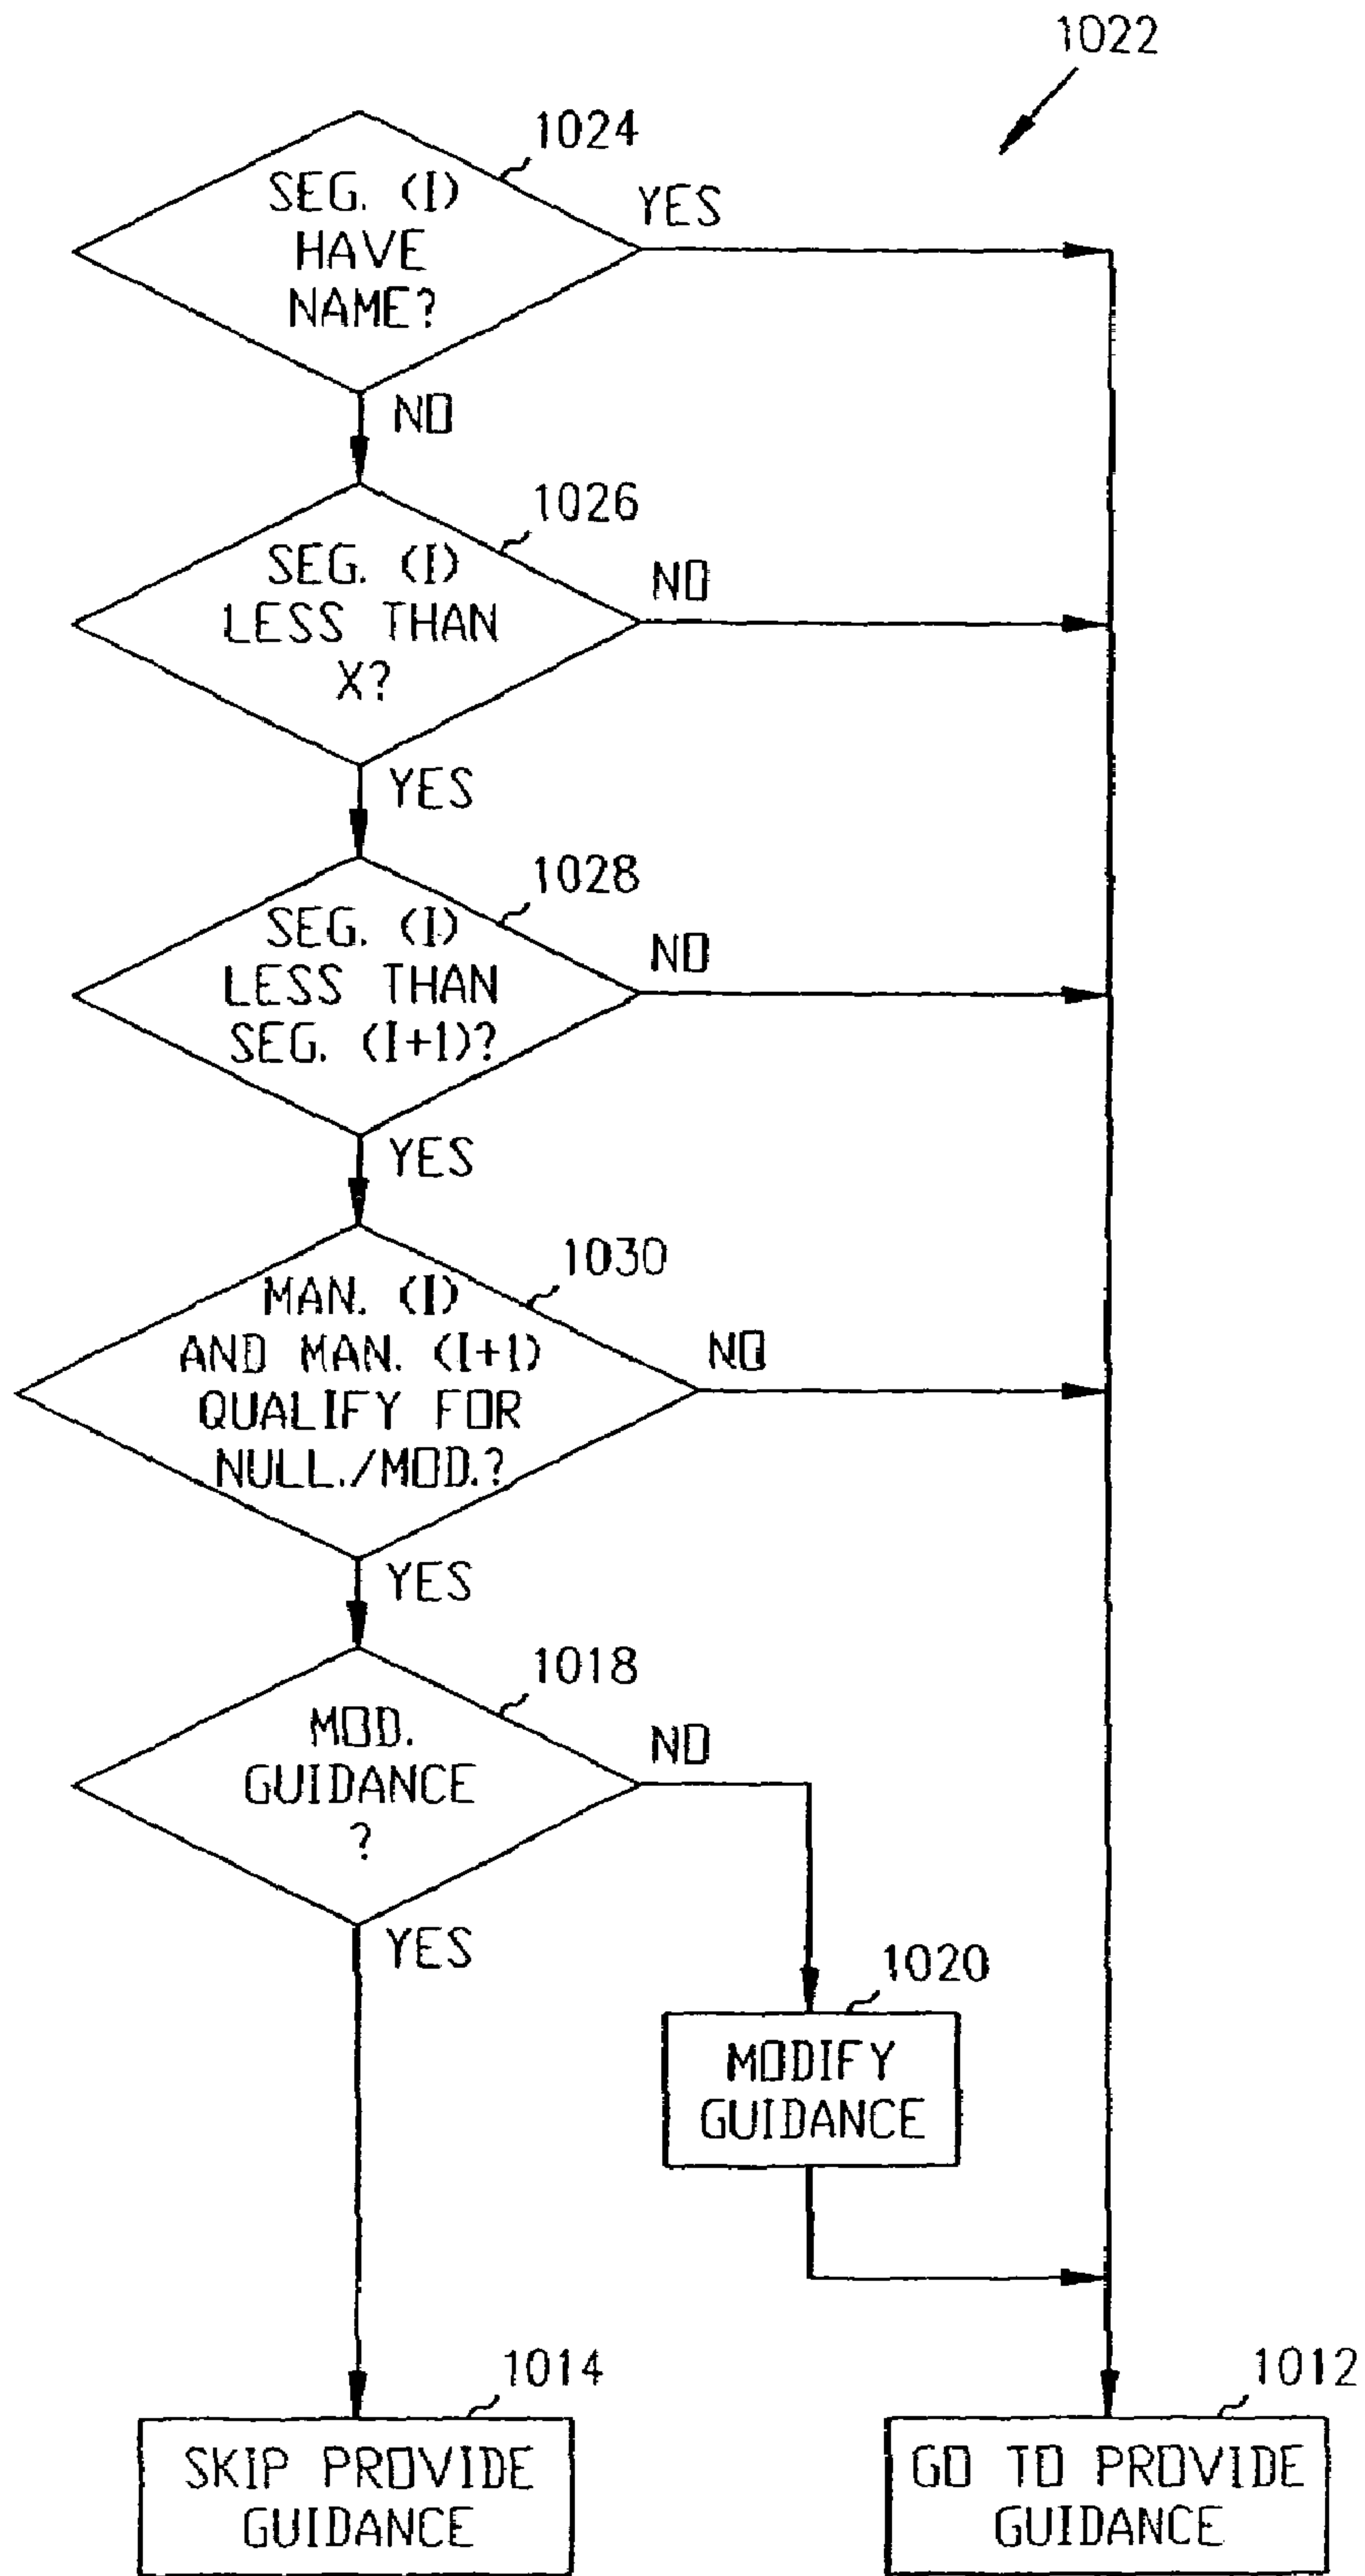 1022
1024
SEG. (I)
HAVE
NAME?
YES
NO
1026
SEG. (I)
LESS THAN
X?
NO
YES
1028
SEG. (I)
LESS THAN
SEG. (I+1)?
NO
YES
1030
MAN. (I)
AND MAN. (I+1)
QUALIFY FOR
NULL./MOD.?
NO
YES
1018
MOD.
GUIDANCE
?
NO
YES
1020
MODIFY
GUIDANCE
1014
SKIP PROVIDE
GUIDANCE
1012
GO TO PROVIDE
GUIDANCE